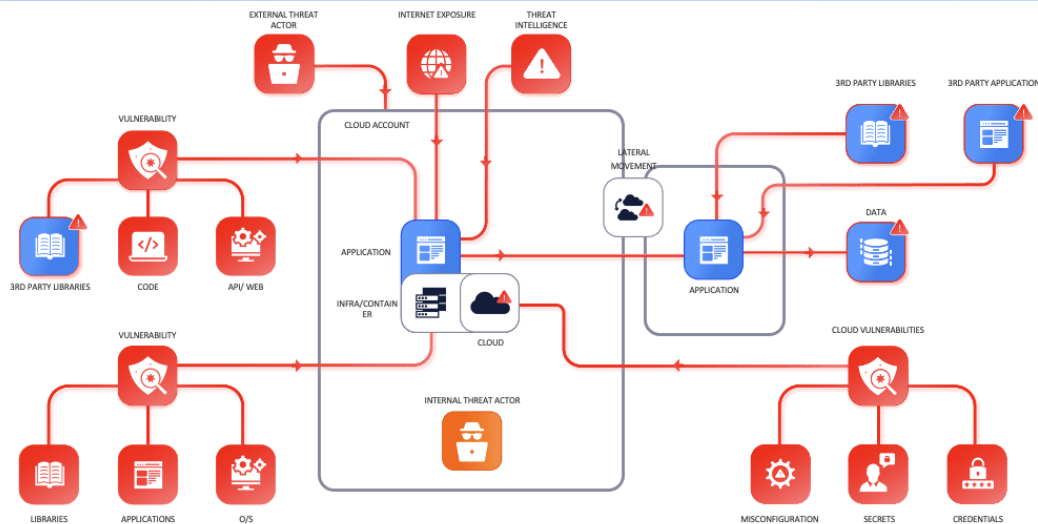 EXTERNAL THREAT
ACTOR
INTERNET EXPOSURE
THREAT
INTELLIGENCE
3RD PARTY LIBRARIES
3RD PARTY APPLICATION
VULNERABILITY
CLOUD ACCOUNT
LATERAL
MOVEMENT
DATA
APPLICATION
3RD PARTY LIBRARIES
CODE
API/ WEB
APPLICATION
INFRA/CONTAIN
ER
CLOUD
VULNERABILITY
CLOUD VULNERABILITIES
INTERNAL THREAT ACTOR
LIBRARIES
APPLICATIONS
O/S
MISCONFIGURATION
SECRETS
CREDENTIALS